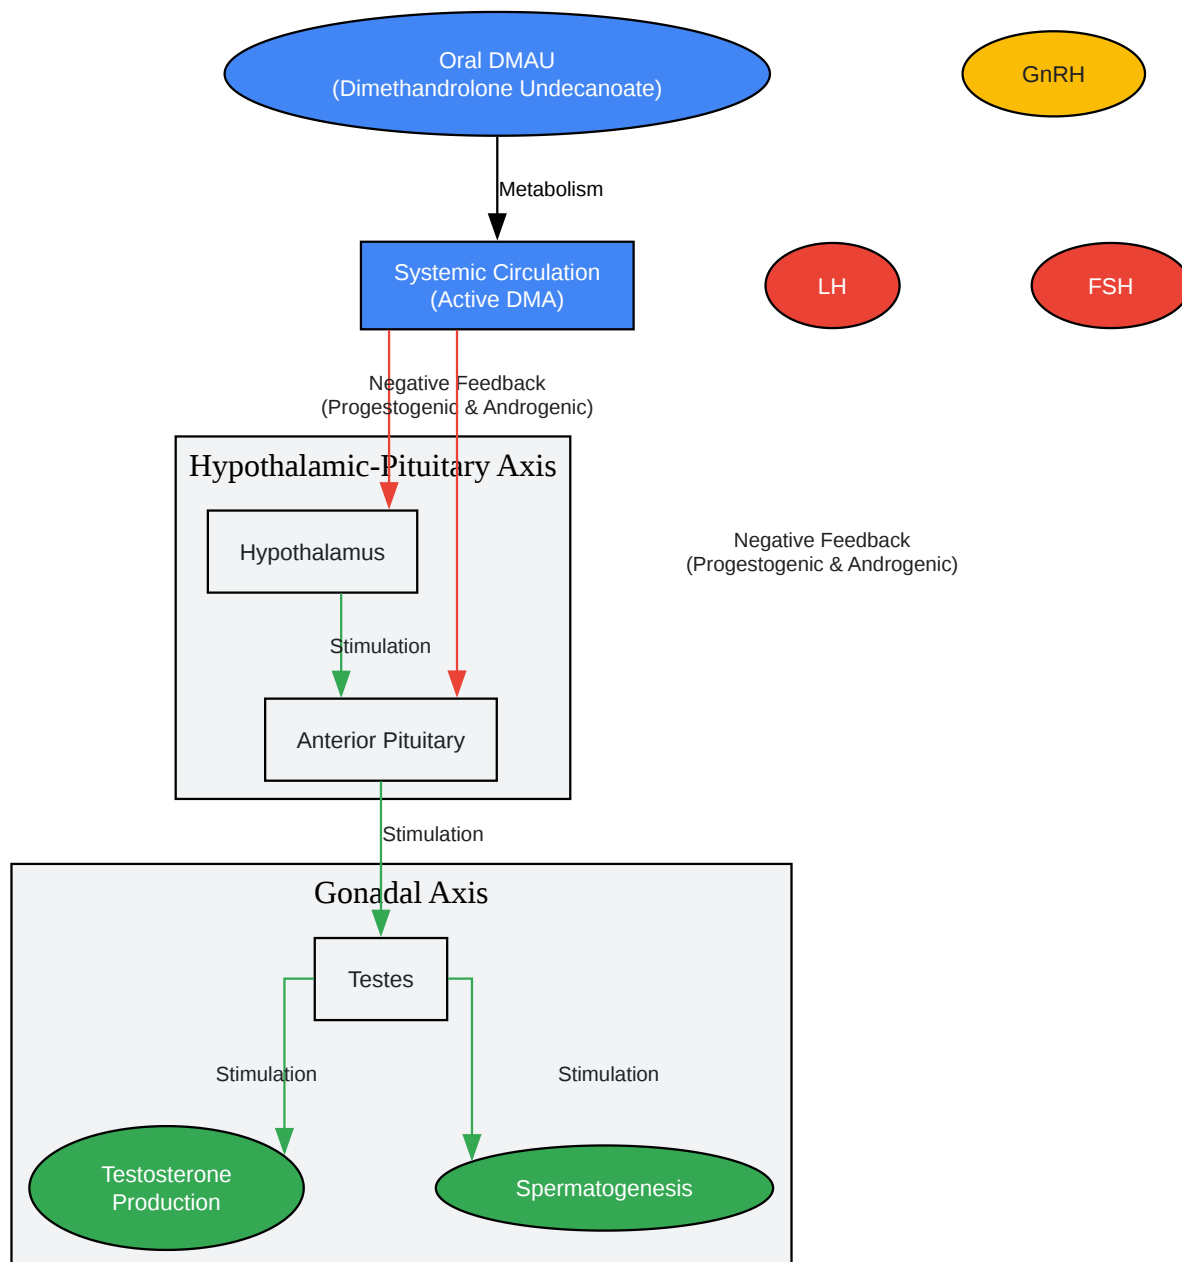 Oral DMAU
(Dimethandrolone Undecanoate)
GnRH
Metabolism
Systemic Circulation
(Active DMA)
LH
FSH
Negative Feedback
(Progestogenic & Androgenic)
Hypothalamic-Pituitary Axis
Hypothalamus
Negative Feedback
(Progestogenic & Androgenic)
Stimulation
Anterior Pituitary
Stimulation
Gonadal Axis
Testes
Stimulation
Stimulation
Testosterone
Production
Spermatogenesis